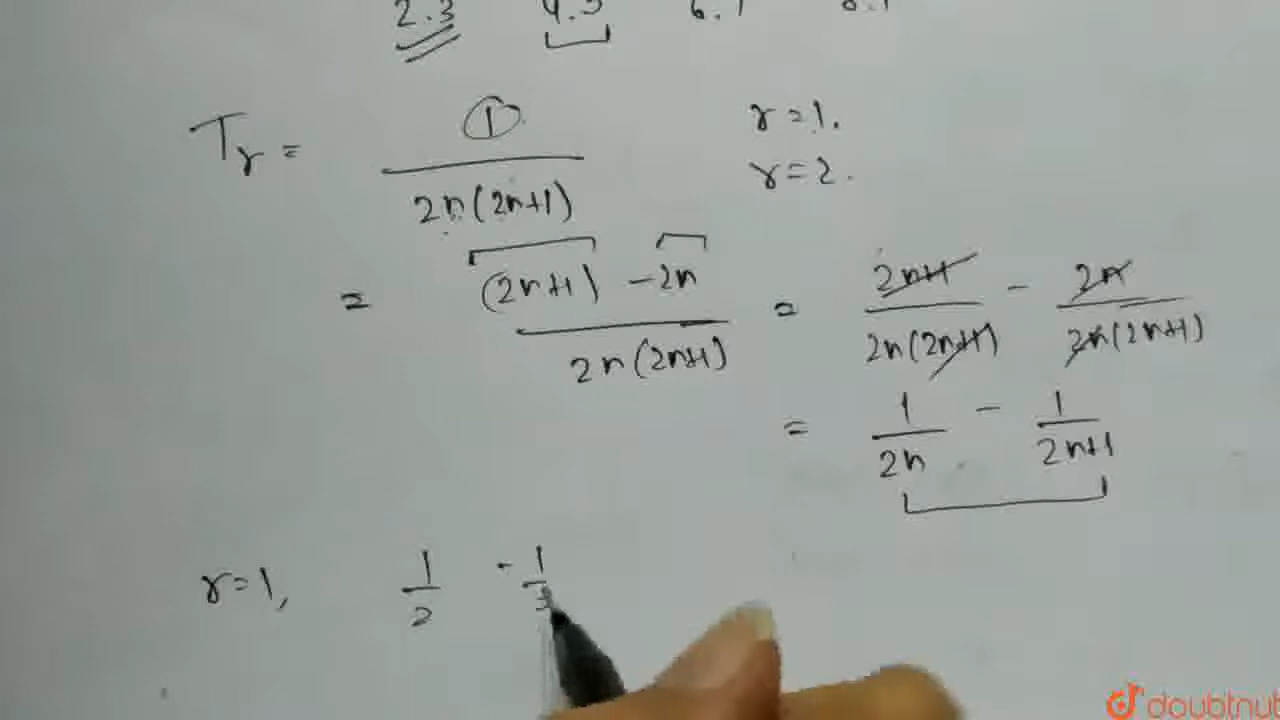 2.3 4.5 6.7
T_r = 1 / 2n(2n+1) r=1.
r=2.
= (2n+1) - 2n / 2n(2n+1) = 2n+1 / 2n(2n+1) - 2n / 2n(2n+1)
= 1 / 2n - 1 / 2n+1
r=1, 1/2 - 1/3
doubtnut